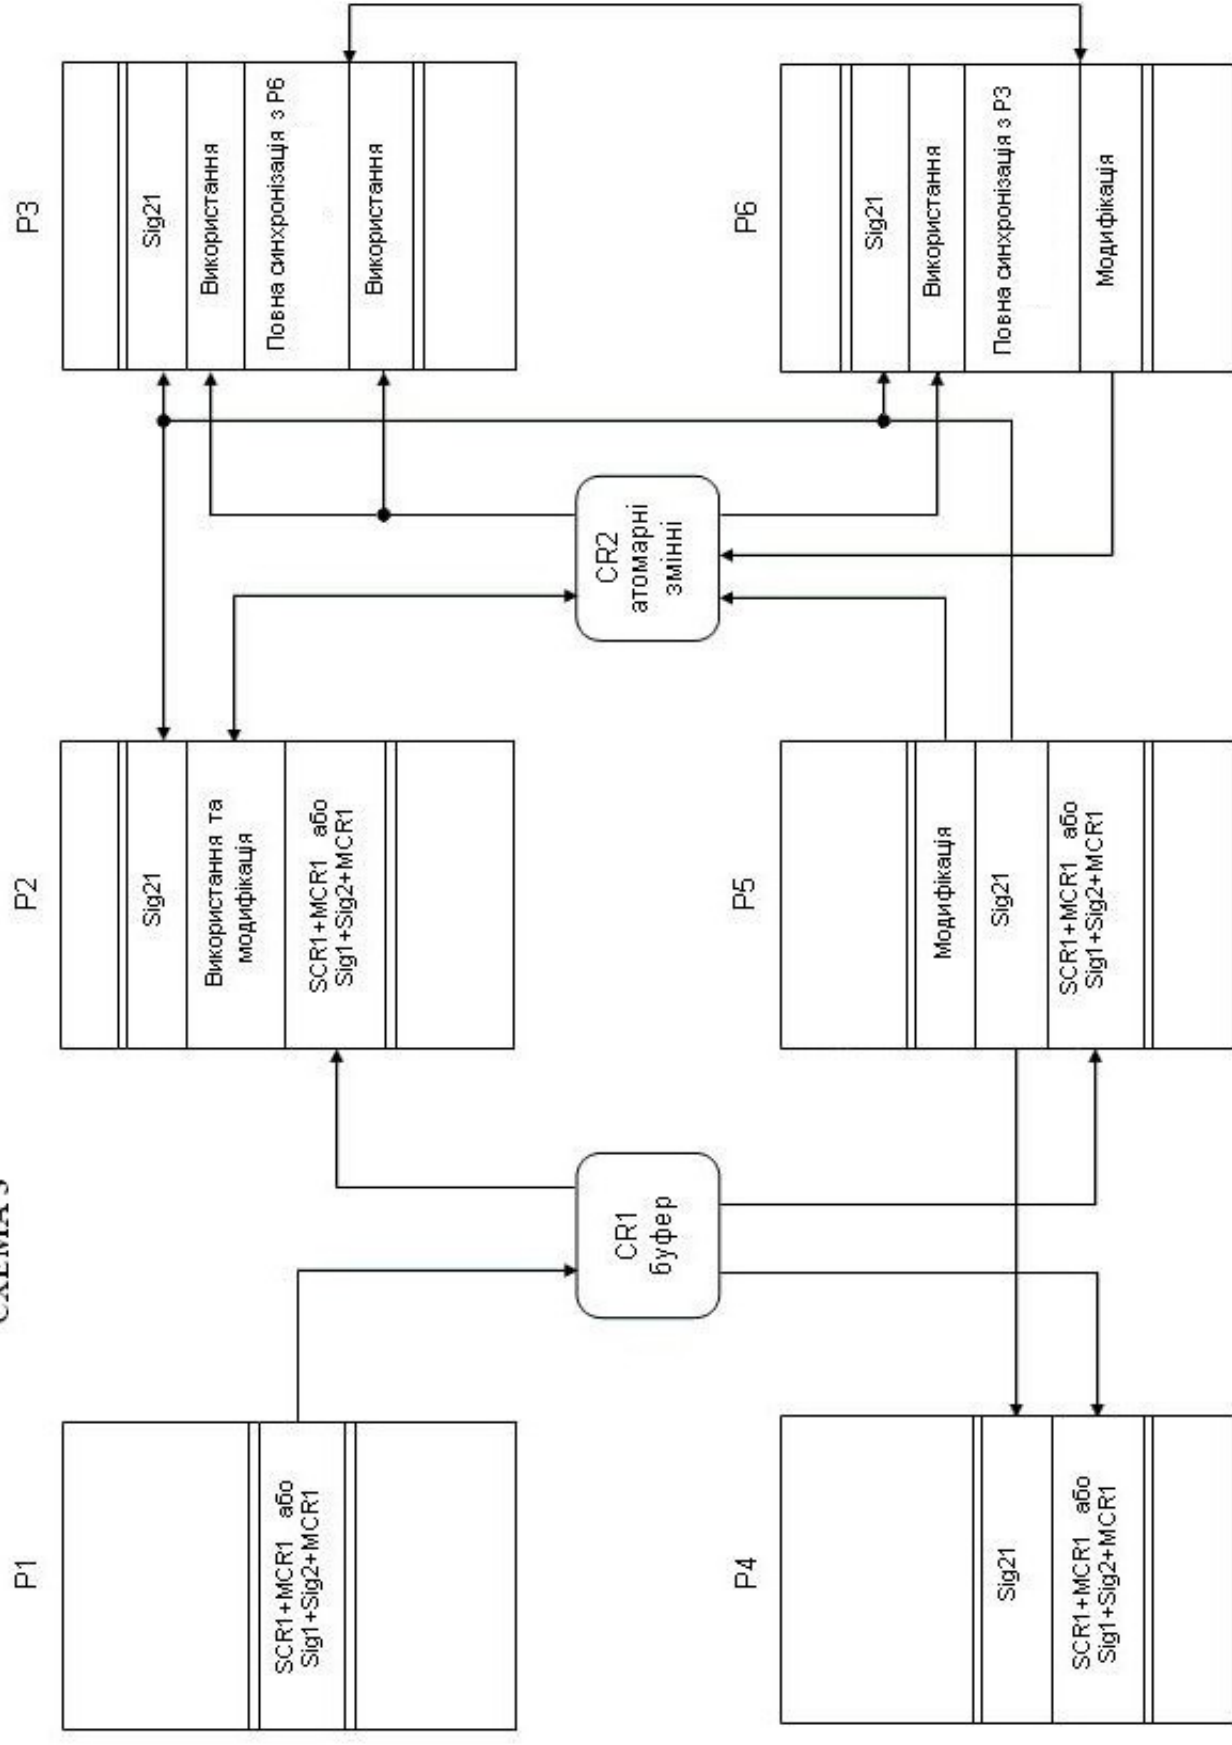 СХЕМА 3
P1
SCR1+MCR1 або
Sig1+Sig2+MCR1
P2
Sig21
Використання та
модифікація
SCR1+MCR1 або
Sig1+Sig2+MCR1
P3
Sig21
Використання
Повна синхронізація з P6
Використання
CR1
буфер
CR2
атомарні
змінні
P4
Sig21
SCR1+MCR1 або
Sig1+Sig2+MCR1
P5
Модифікація
Sig21
SCR1+MCR1 або
Sig1+Sig2+MCR1
P6
Sig21
Використання
Повна синхронізація з P3
Модифікація